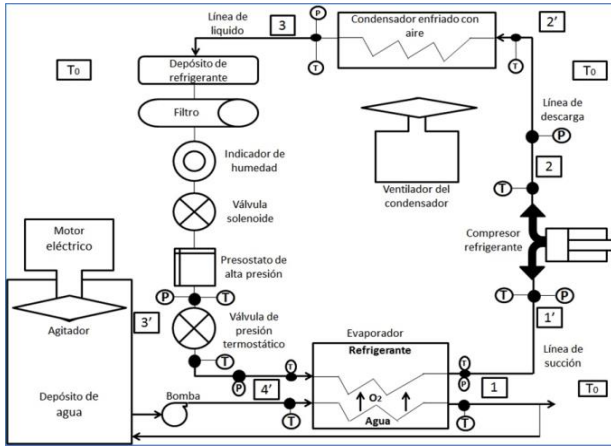 Línea de
liquido
3
P
T
Condensador enfriado con
aire
2'
T
T₀
Depósito de
refrigerante
T₀
Filtro
Línea de
descarga
P
Indicador de
humedad
Ventilador del
condensador
2
T
Válvula
solenoide
Motor
eléctrico
Compresor
refrigerante
Presostato de
alta presión
P
T
T
P
Agitador
3'
Válvula de
presión
termostático
1'
Evaporador
Línea de
succión
T
Refrigerante
T
P
T
P
1
4'
O₂
T₀
Depósito de
agua
Bomba
T
Agua
T